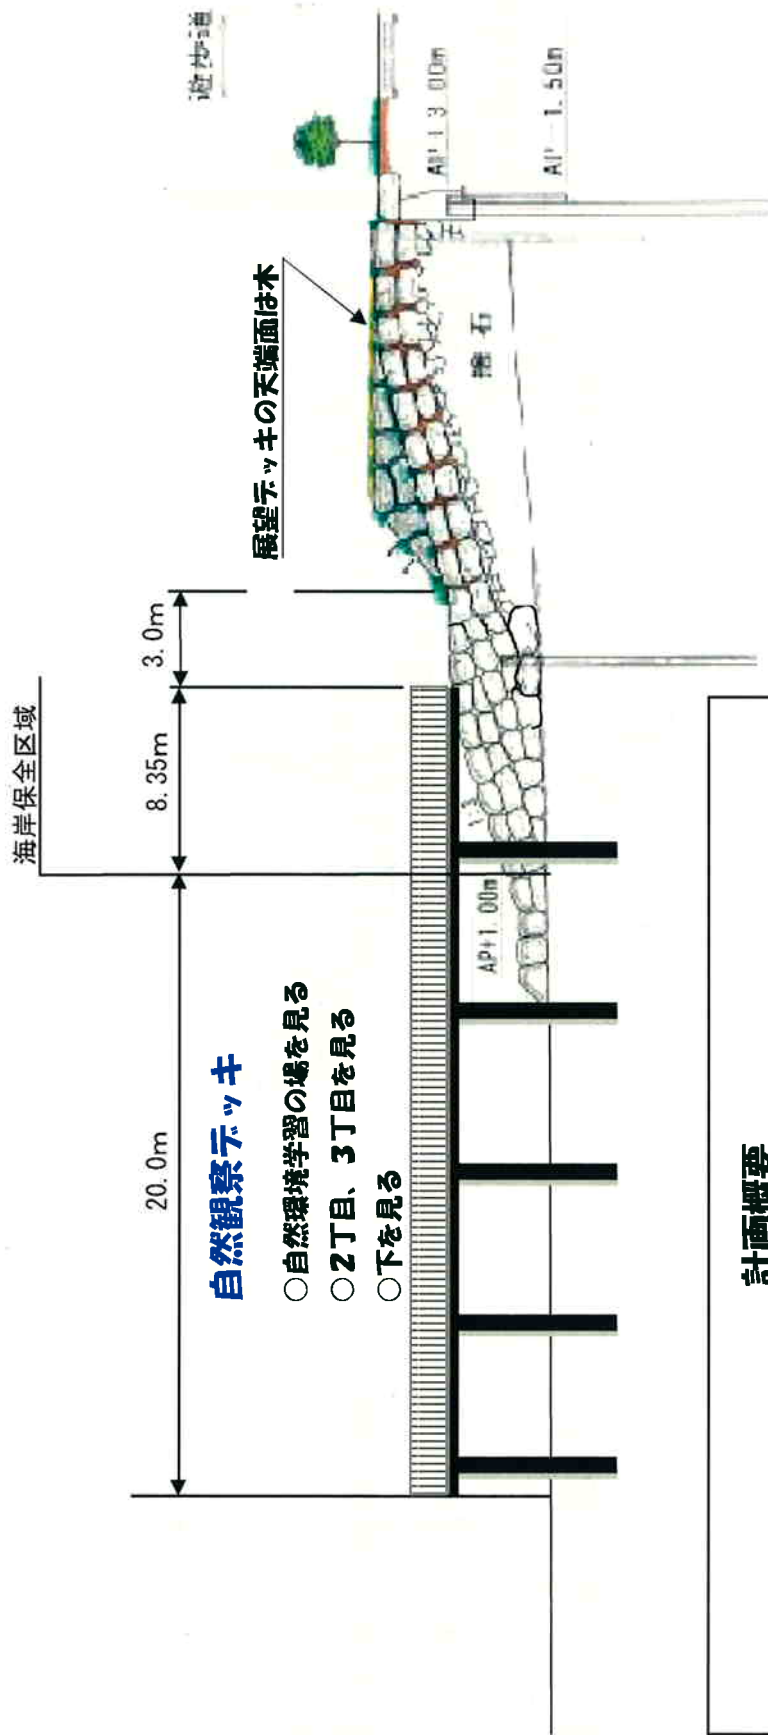 海岸保全区域
20.0m
8.35m
3.0m
遊歩道
自然観察デッキ
○自然環境学習の場を見る
○2丁目、3丁目を見る
○下を見る
展望デッキの天端面は木
AP+3.00m
AP-1.50m
捨石
AP+1.00m
計画概要